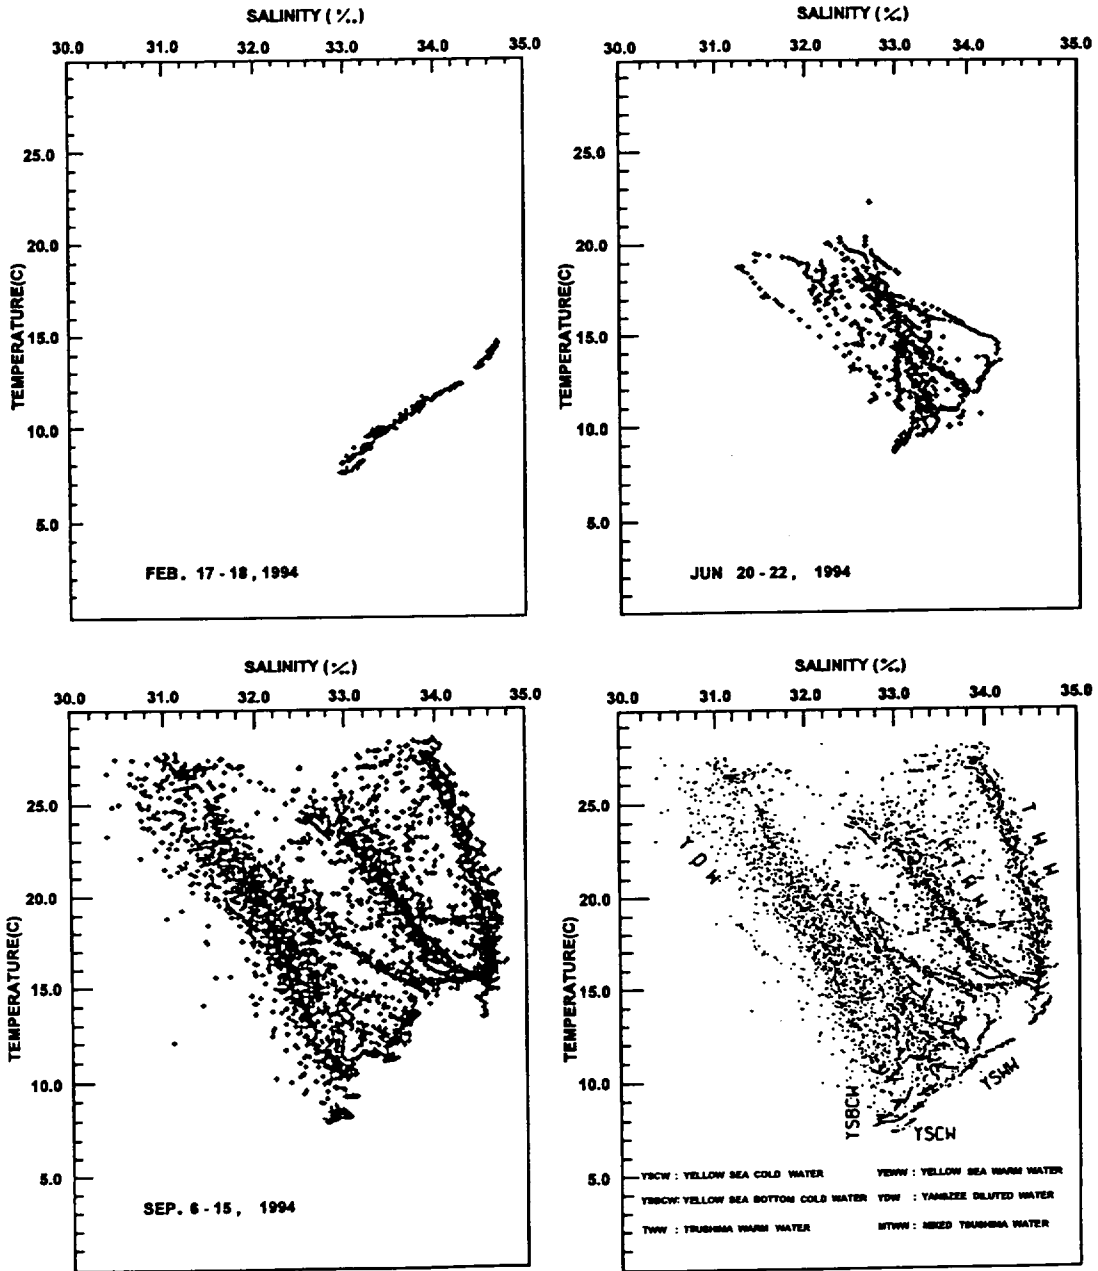 SALINITY (‰)
30.0 31.0 32.0 33.0 34.0 35.0
25.0
20.0
15.0
10.0
5.0
TEMPERATURE(C)
FEB. 17-18, 1994
SALINITY (‰)
30.0 31.0 32.0 33.0 34.0 35.0
25.0
20.0
15.0
10.0
5.0
TEMPERATURE(C)
JUN 20-22, 1994
SALINITY (‰)
30.0 31.0 32.0 33.0 34.0 35.0
25.0
20.0
15.0
10.0
5.0
TEMPERATURE(C)
SEP. 6-15, 1994
SALINITY (‰)
30.0 31.0 32.0 33.0 34.0 35.0
25.0
20.0
15.0
10.0
5.0
TEMPERATURE(C)
YDW
MTWW
TWW
YSBCW
YSCW
YSWW
YSCW : YELLOW SEA COLD WATER
YSWW : YELLOW SEA WARM WATER
YSBCW: YELLOW SEA BOTTOM COLD WATER
YDW : YANGZEE DILUTED WATER
TWW : TSUSHIMA WARM WATER
MTWW : MIXED TSUSHIMA WATER